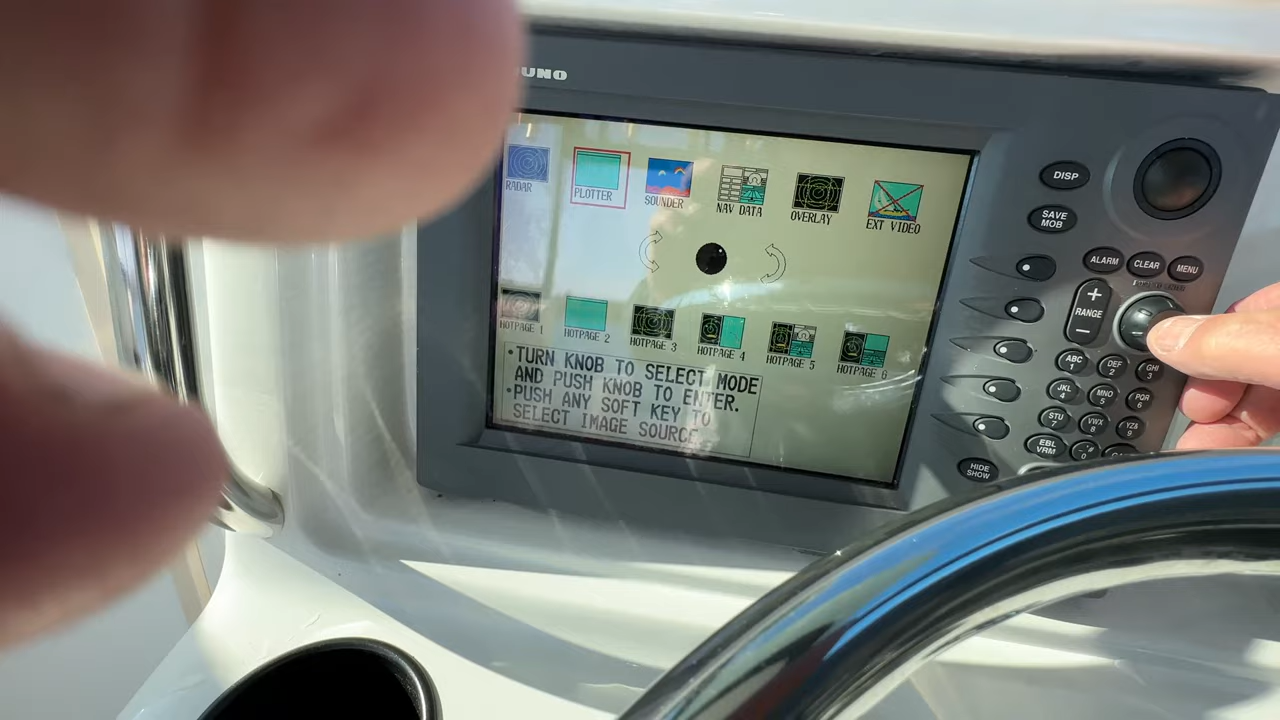 UNO
RADAR
PLOTTER
SOUNDER
NAV DATA
OVERLAY
EXT VIDEO
HOTPAGE 1
HOTPAGE 2
HOTPAGE 3
HOTPAGE 4
HOTPAGE 5
HOTPAGE 6
•TURN KNOB TO SELECT MODE
AND PUSH KNOB TO ENTER.
•PUSH ANY SOFT KEY TO
SELECT IMAGE SOURCE
DISP
SAVE
MOB
ALARM
CLEAR
MENU
+
RANGE
−
ABC
1
DEF
2
GHI
3
JKL
4
MNO
5
PQR
6
STU
7
VWX
8
YZ&
9
EBL
VRM
HIDE
SHOW